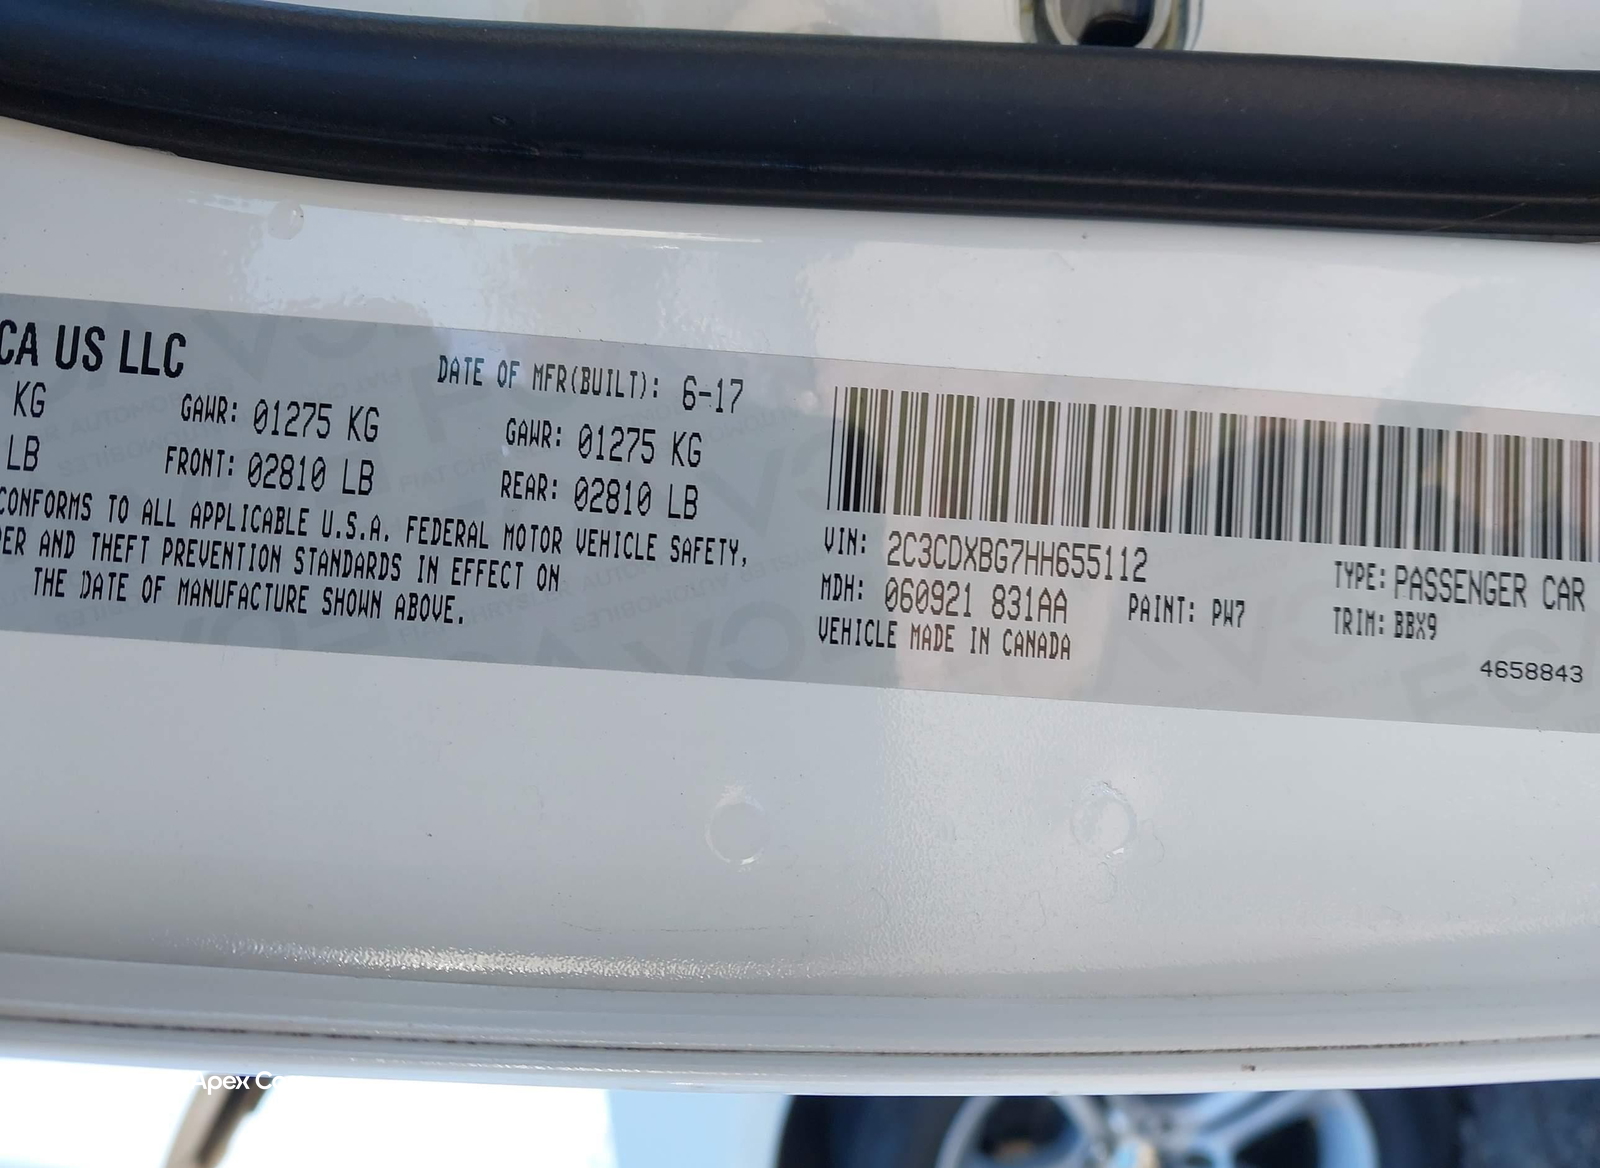 CA US LLC
DATE OF MFR(BUILT): 6-17
KG GAWR: 01275 KG GAWR: 01275 KG
LB FRONT: 02810 LB REAR: 02810 LB
CONFORMS TO ALL APPLICABLE U.S.A. FEDERAL MOTOR VEHICLE SAFETY,
PER AND THEFT PREVENTION STANDARDS IN EFFECT ON
THE DATE OF MANUFACTURE SHOWN ABOVE.
VIN: 2C3CDXBG7HH655112 TYPE: PASSENGER CAR
MDH: 060921 831AA PAINT: PW7 TRIM: BBX9
VEHICLE MADE IN CANADA
4658843
Apex